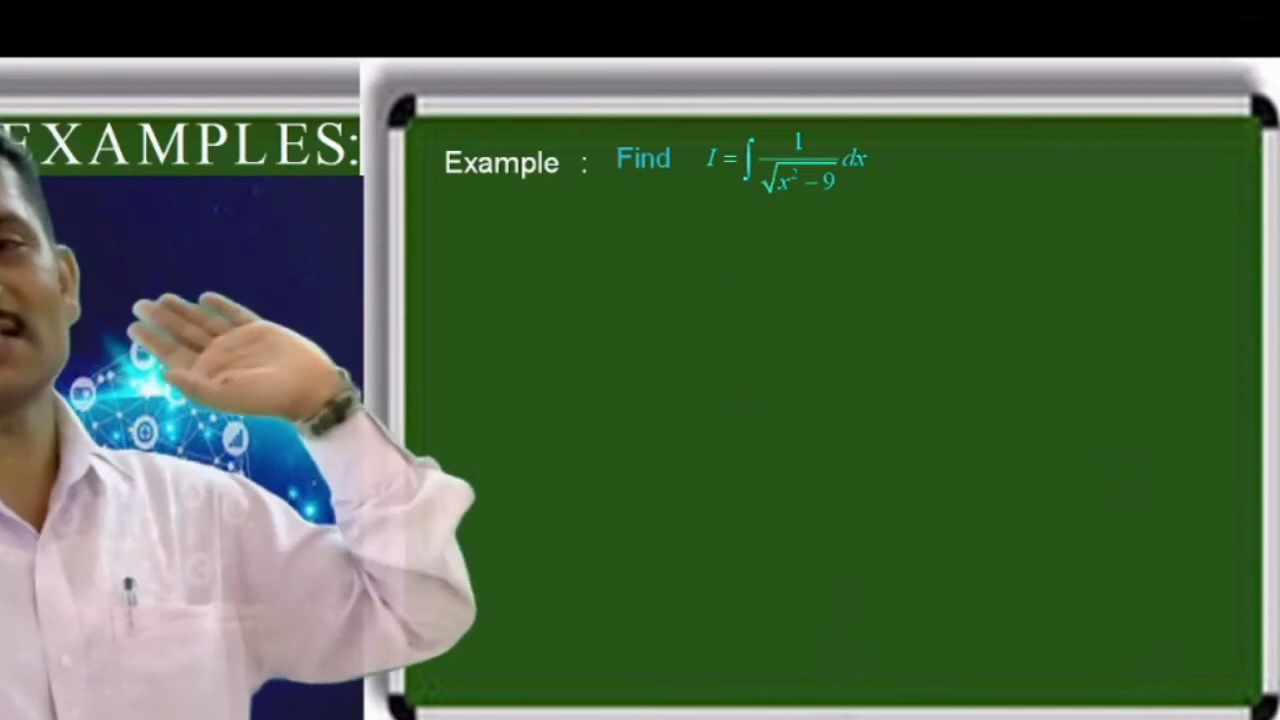 EXAMPLES:
Example : Find I = ∫ 1/√(x² − 9) dx